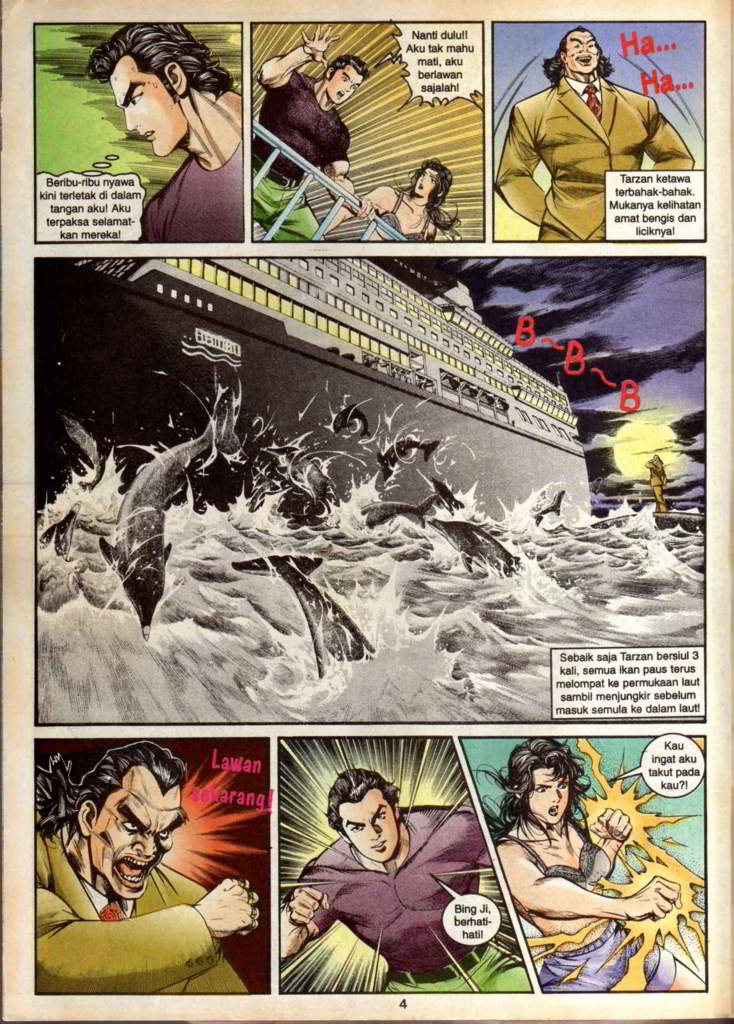 Beribu-ribu nyawa
kini terletak di dalam
tangan aku! Aku
terpaksa selamat-
kan mereka!
Nanti dulu!!
Aku tak mahu
mati, aku
berlawan
sajalah!
Ha...
Ha...
Tarzan ketawa
terbahak-bahak.
Mukanya kelihatan
amat bengis dan
liciknya!
B~B~B
Sebaik saja Tarzan bersiul 3
kali, semua ikan paus terus
melompat ke permukaan laut
sambil menjungkir sebelum
masuk semula ke dalam laut!
Lawan
sekarang!
Bing Ji,
berhati-
hati!
Kau
ingat aku
takut pada
kau?!
4